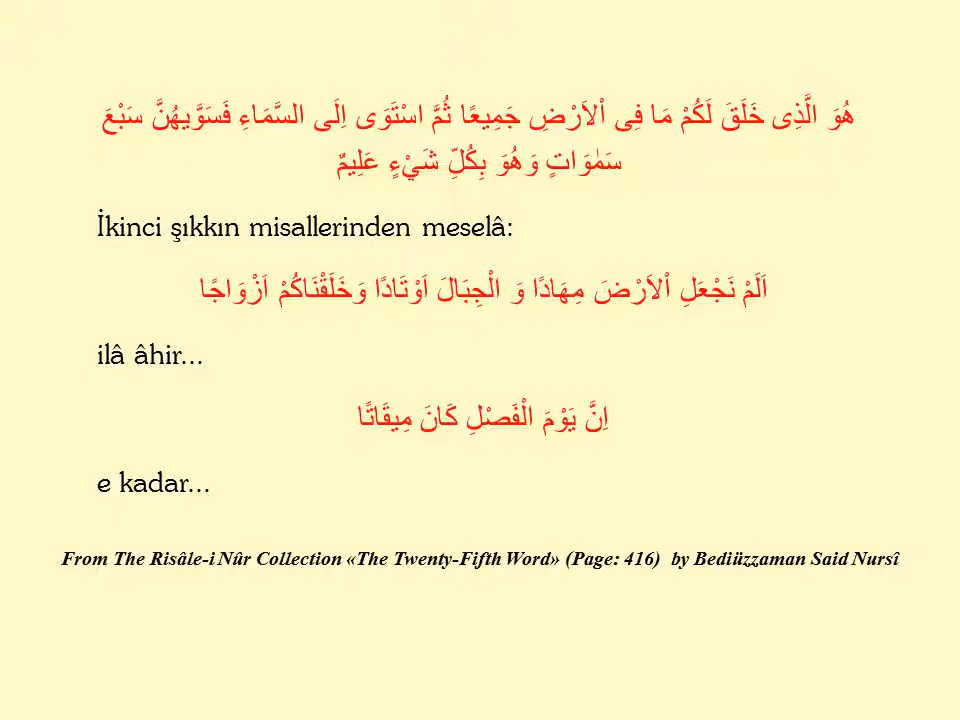 هُوَ الَّذِى خَلَقَ لَكُمْ مَا فِى اْلاَرْضِ جَمِيعًا ثُمَّ اسْتَوَى اِلَى السَّمَاءِ فَسَوَّيهُنَّ سَبْعَ
سَمٰوَاتٍ وَهُوَ بِكُلِّ شَيْءٍ عَلِيمٌ
İkinci şıkkın misallerinden meselâ:
اَلَمْ نَجْعَلِ اْلاَرْضَ مِهَادًا وَ الْجِبَالَ اَوْتَادًا وَخَلَقْنَاكُمْ اَزْوَاجًا
ilâ âhir...
اِنَّ يَوْمَ الْفَصْلِ كَانَ مِيقَاتًا
e kadar...
From The Risâle-i Nûr Collection «The Twenty-Fifth Word» (Page: 416) by Bediüzzaman Said Nursî